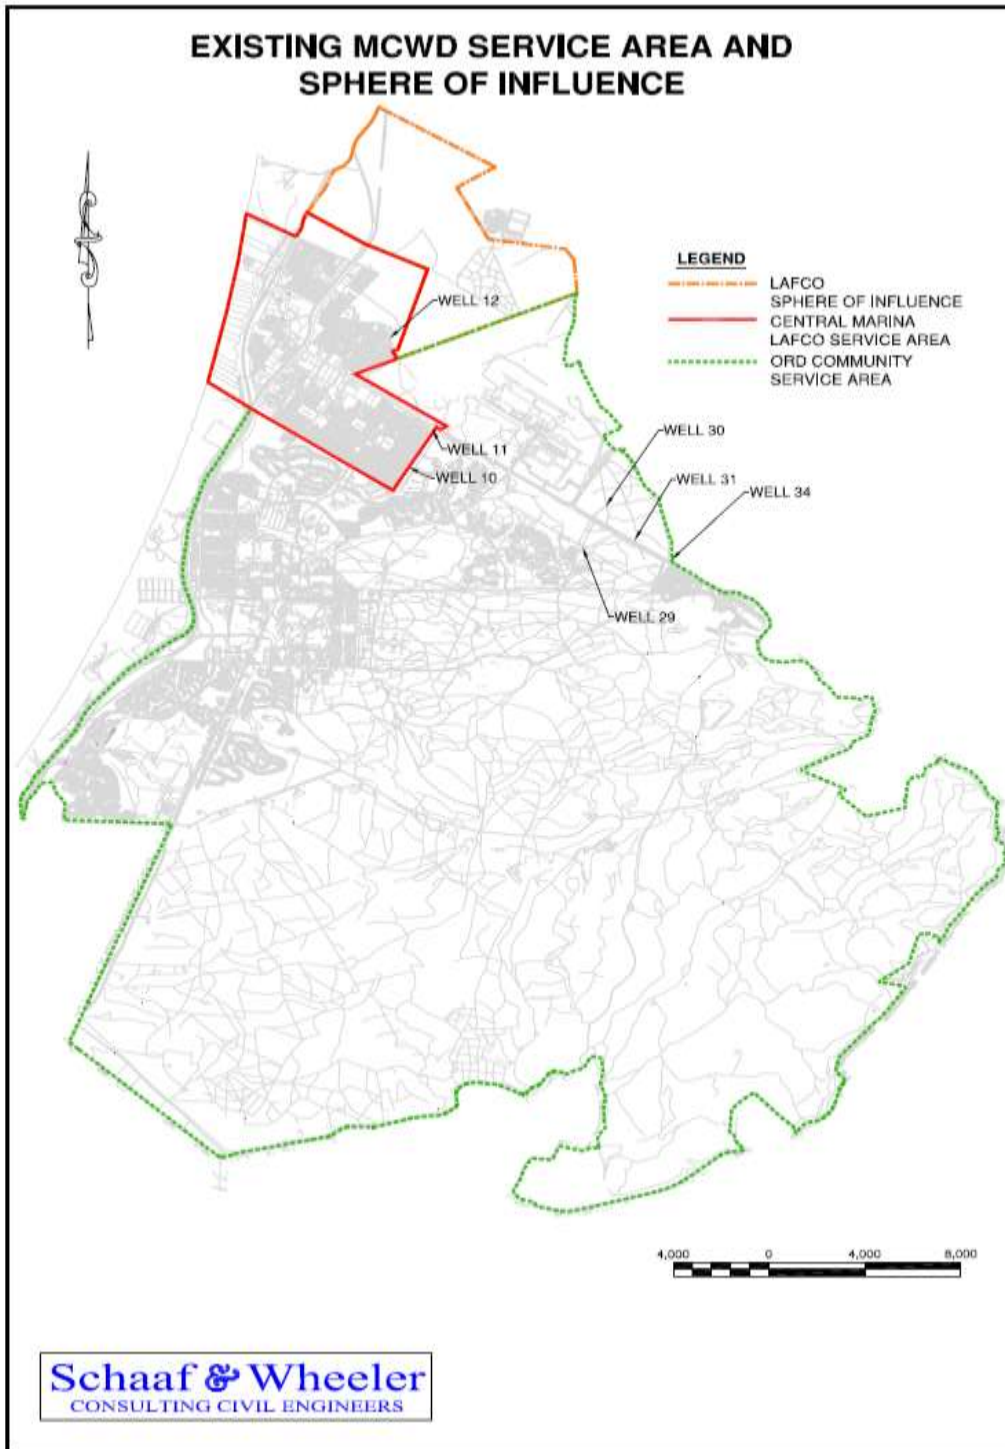 EXISTING MCWD SERVICE AREA AND
SPHERE OF INFLUENCE
LEGEND
LAFCO
SPHERE OF INFLUENCE
CENTRAL MARINA
LAFCO SERVICE AREA
ORD COMMUNITY
SERVICE AREA
WELL 12
WELL 11
WELL 10
WELL 30
WELL 31
WELL 34
WELL 29
4,000 0 4,000 8,000
Schaaf & Wheeler
CONSULTING CIVIL ENGINEERS